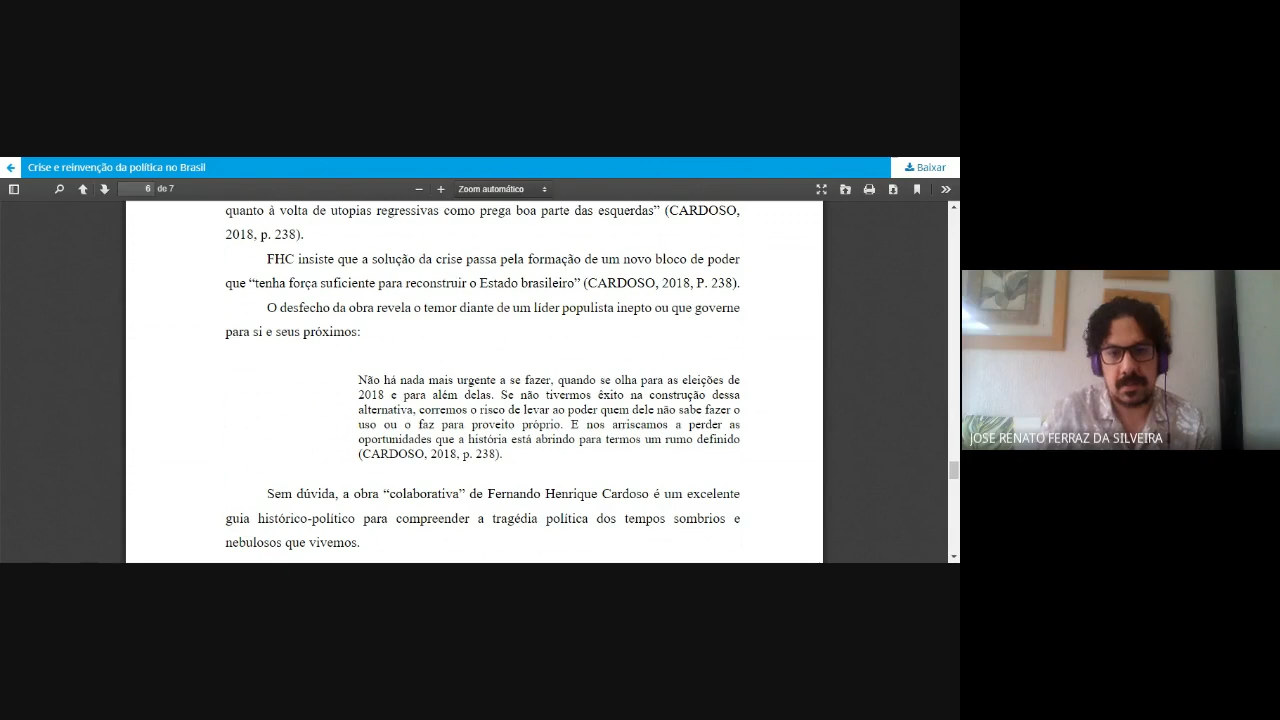 Crise e reinvenção da política no Brasil
Baixar
6 de 7
Zoom automático
quanto à volta de utopias regressivas como prega boa parte das esquerdas” (CARDOSO,
2018, p. 238).
FHC insiste que a solução da crise passa pela formação de um novo bloco de poder
que “tenha força suficiente para reconstruir o Estado brasileiro” (CARDOSO, 2018, P. 238).
O desfecho da obra revela o temor diante de um líder populista inepto ou que governe
para si e seus próximos:
Não há nada mais urgente a se fazer, quando se olha para as eleições de
2018 e para além delas. Se não tivermos êxito na construção dessa
alternativa, corremos o risco de levar ao poder quem dele não sabe fazer o
uso ou o faz para proveito próprio. E nos arriscamos a perder as
oportunidades que a história está abrindo para termos um rumo definido
(CARDOSO, 2018, p. 238).
Sem dúvida, a obra “colaborativa” de Fernando Henrique Cardoso é um excelente
guia histórico-político para compreender a tragédia política dos tempos sombrios e
nebulosos que vivemos.
JOSE RENATO FERRAZ DA SILVEIRA